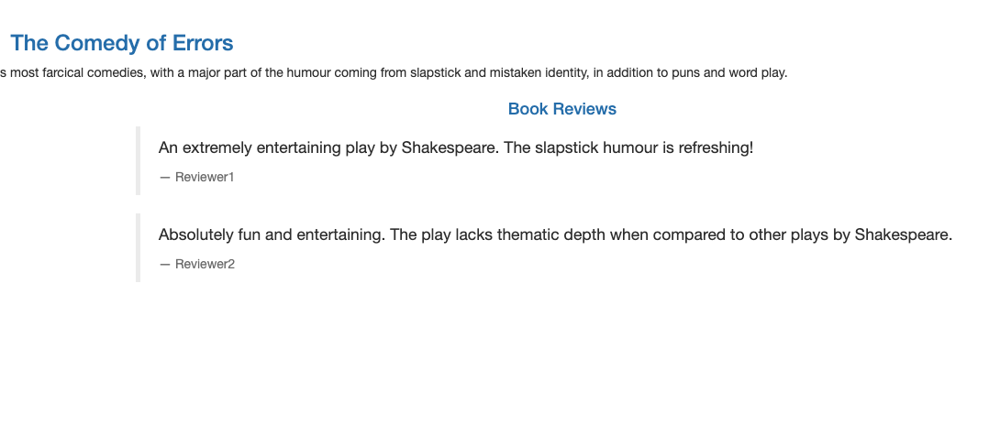 The Comedy of Errors
s most farcical comedies, with a major part of the humour coming from slapstick and mistaken identity, in addition to puns and word play.
Book Reviews
An extremely entertaining play by Shakespeare. The slapstick humour is refreshing!
— Reviewer1
Absolutely fun and entertaining. The play lacks thematic depth when compared to other plays by Shakespeare.
— Reviewer2